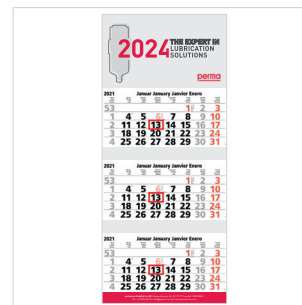 2024 THE EXPERT IN
LUBRICATION
SOLUTIONS
perma
2021 Januar January Janvier Enero
53 1 2 3
1 4 5 6 7 8 9 10
2 11 12 13 14 15 16 17
3 18 19 20 21 22 23 24
4 25 26 27 28 29 30 31
2021 Januar January Janvier Enero
53 1 2 3
1 4 5 6 7 8 9 10
2 11 12 13 14 15 16 17
3 18 19 20 21 22 23 24
4 25 26 27 28 29 30 31
2021 Januar January Janvier Enero
53 1 2 3
1 4 5 6 7 8 9 10
2 11 12 13 14 15 16 17
3 18 19 20 21 22 23 24
4 25 26 27 28 29 30 31